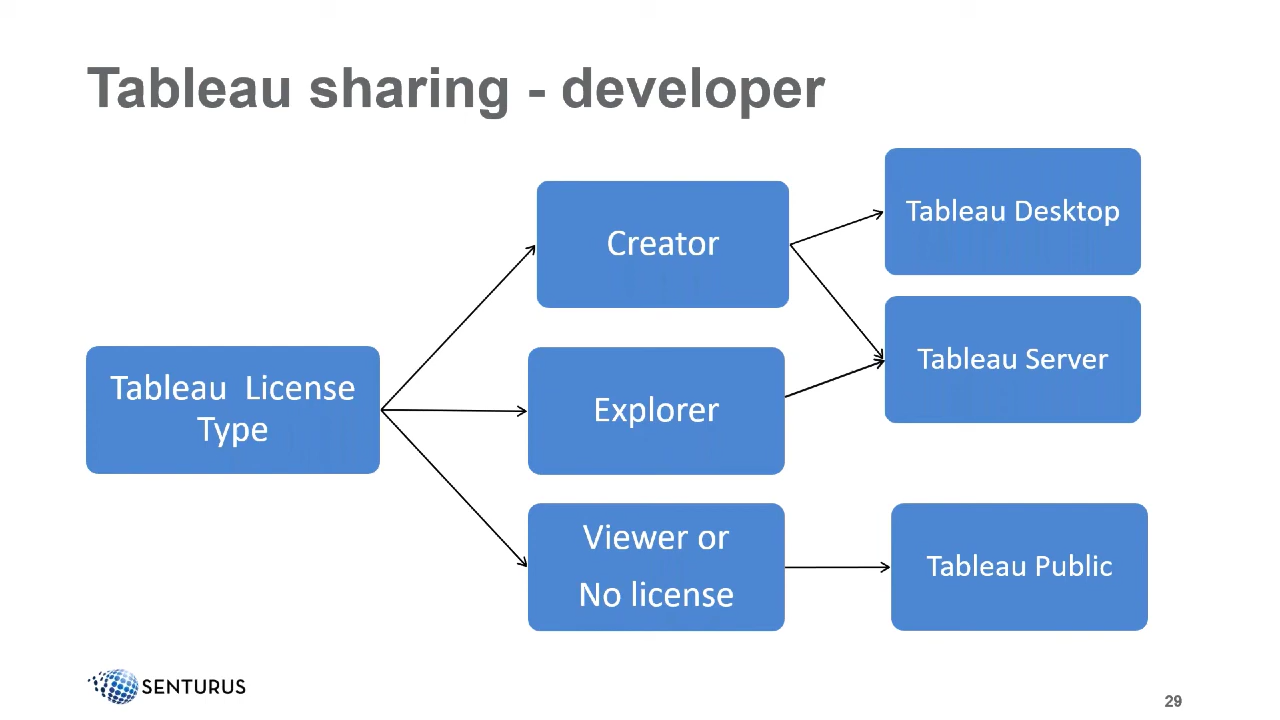 Tableau sharing - developer
Creator
Tableau Desktop
Tableau Server
Tableau License
Type
Explorer
Viewer or
No license
Tableau Public
SENTURUS
29